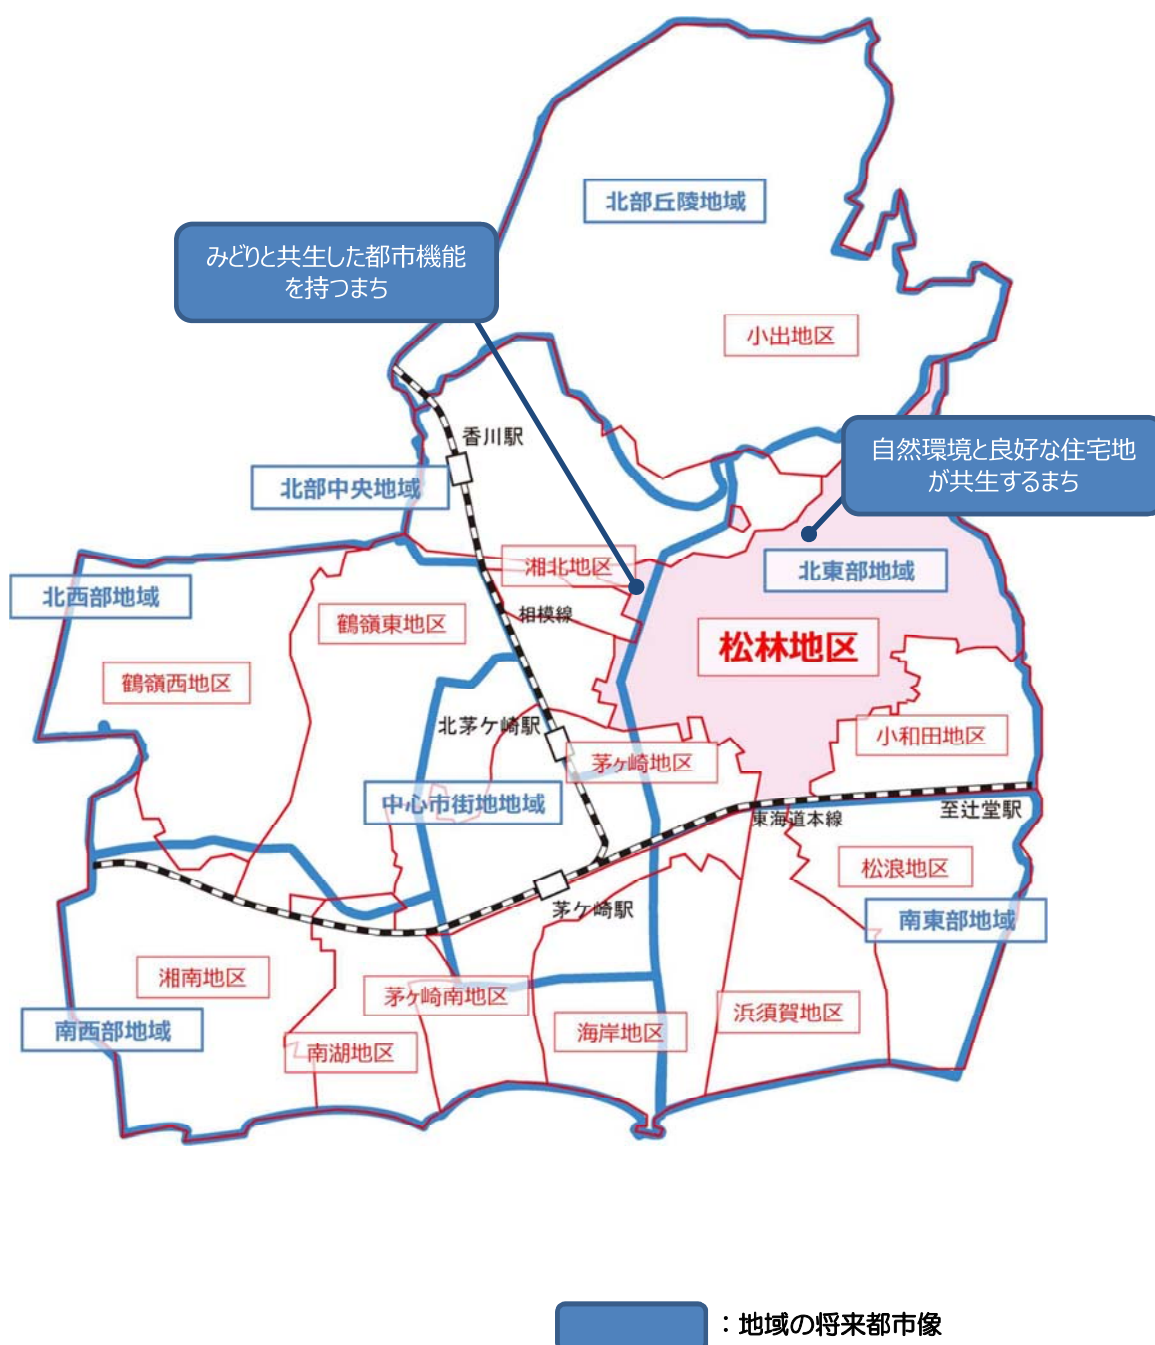 北部丘陵地域
みどりと共生した都市機能
を持つまち
小出地区
香川駅
自然環境と良好な住宅地
が共生するまち
北部中央地域
湘北地区
北東部地域
北西部地域
相模線
鶴嶺東地区
松林地区
鶴嶺西地区
北茅ケ崎駅
小和田地区
茅ヶ崎地区
中心市街地地域
東海道本線
至辻堂駅
松浪地区
茅ケ崎駅
南東部地域
湘南地区
茅ヶ崎南地区
浜須賀地区
南西部地域
海岸地区
南湖地区
：地域の将来都市像